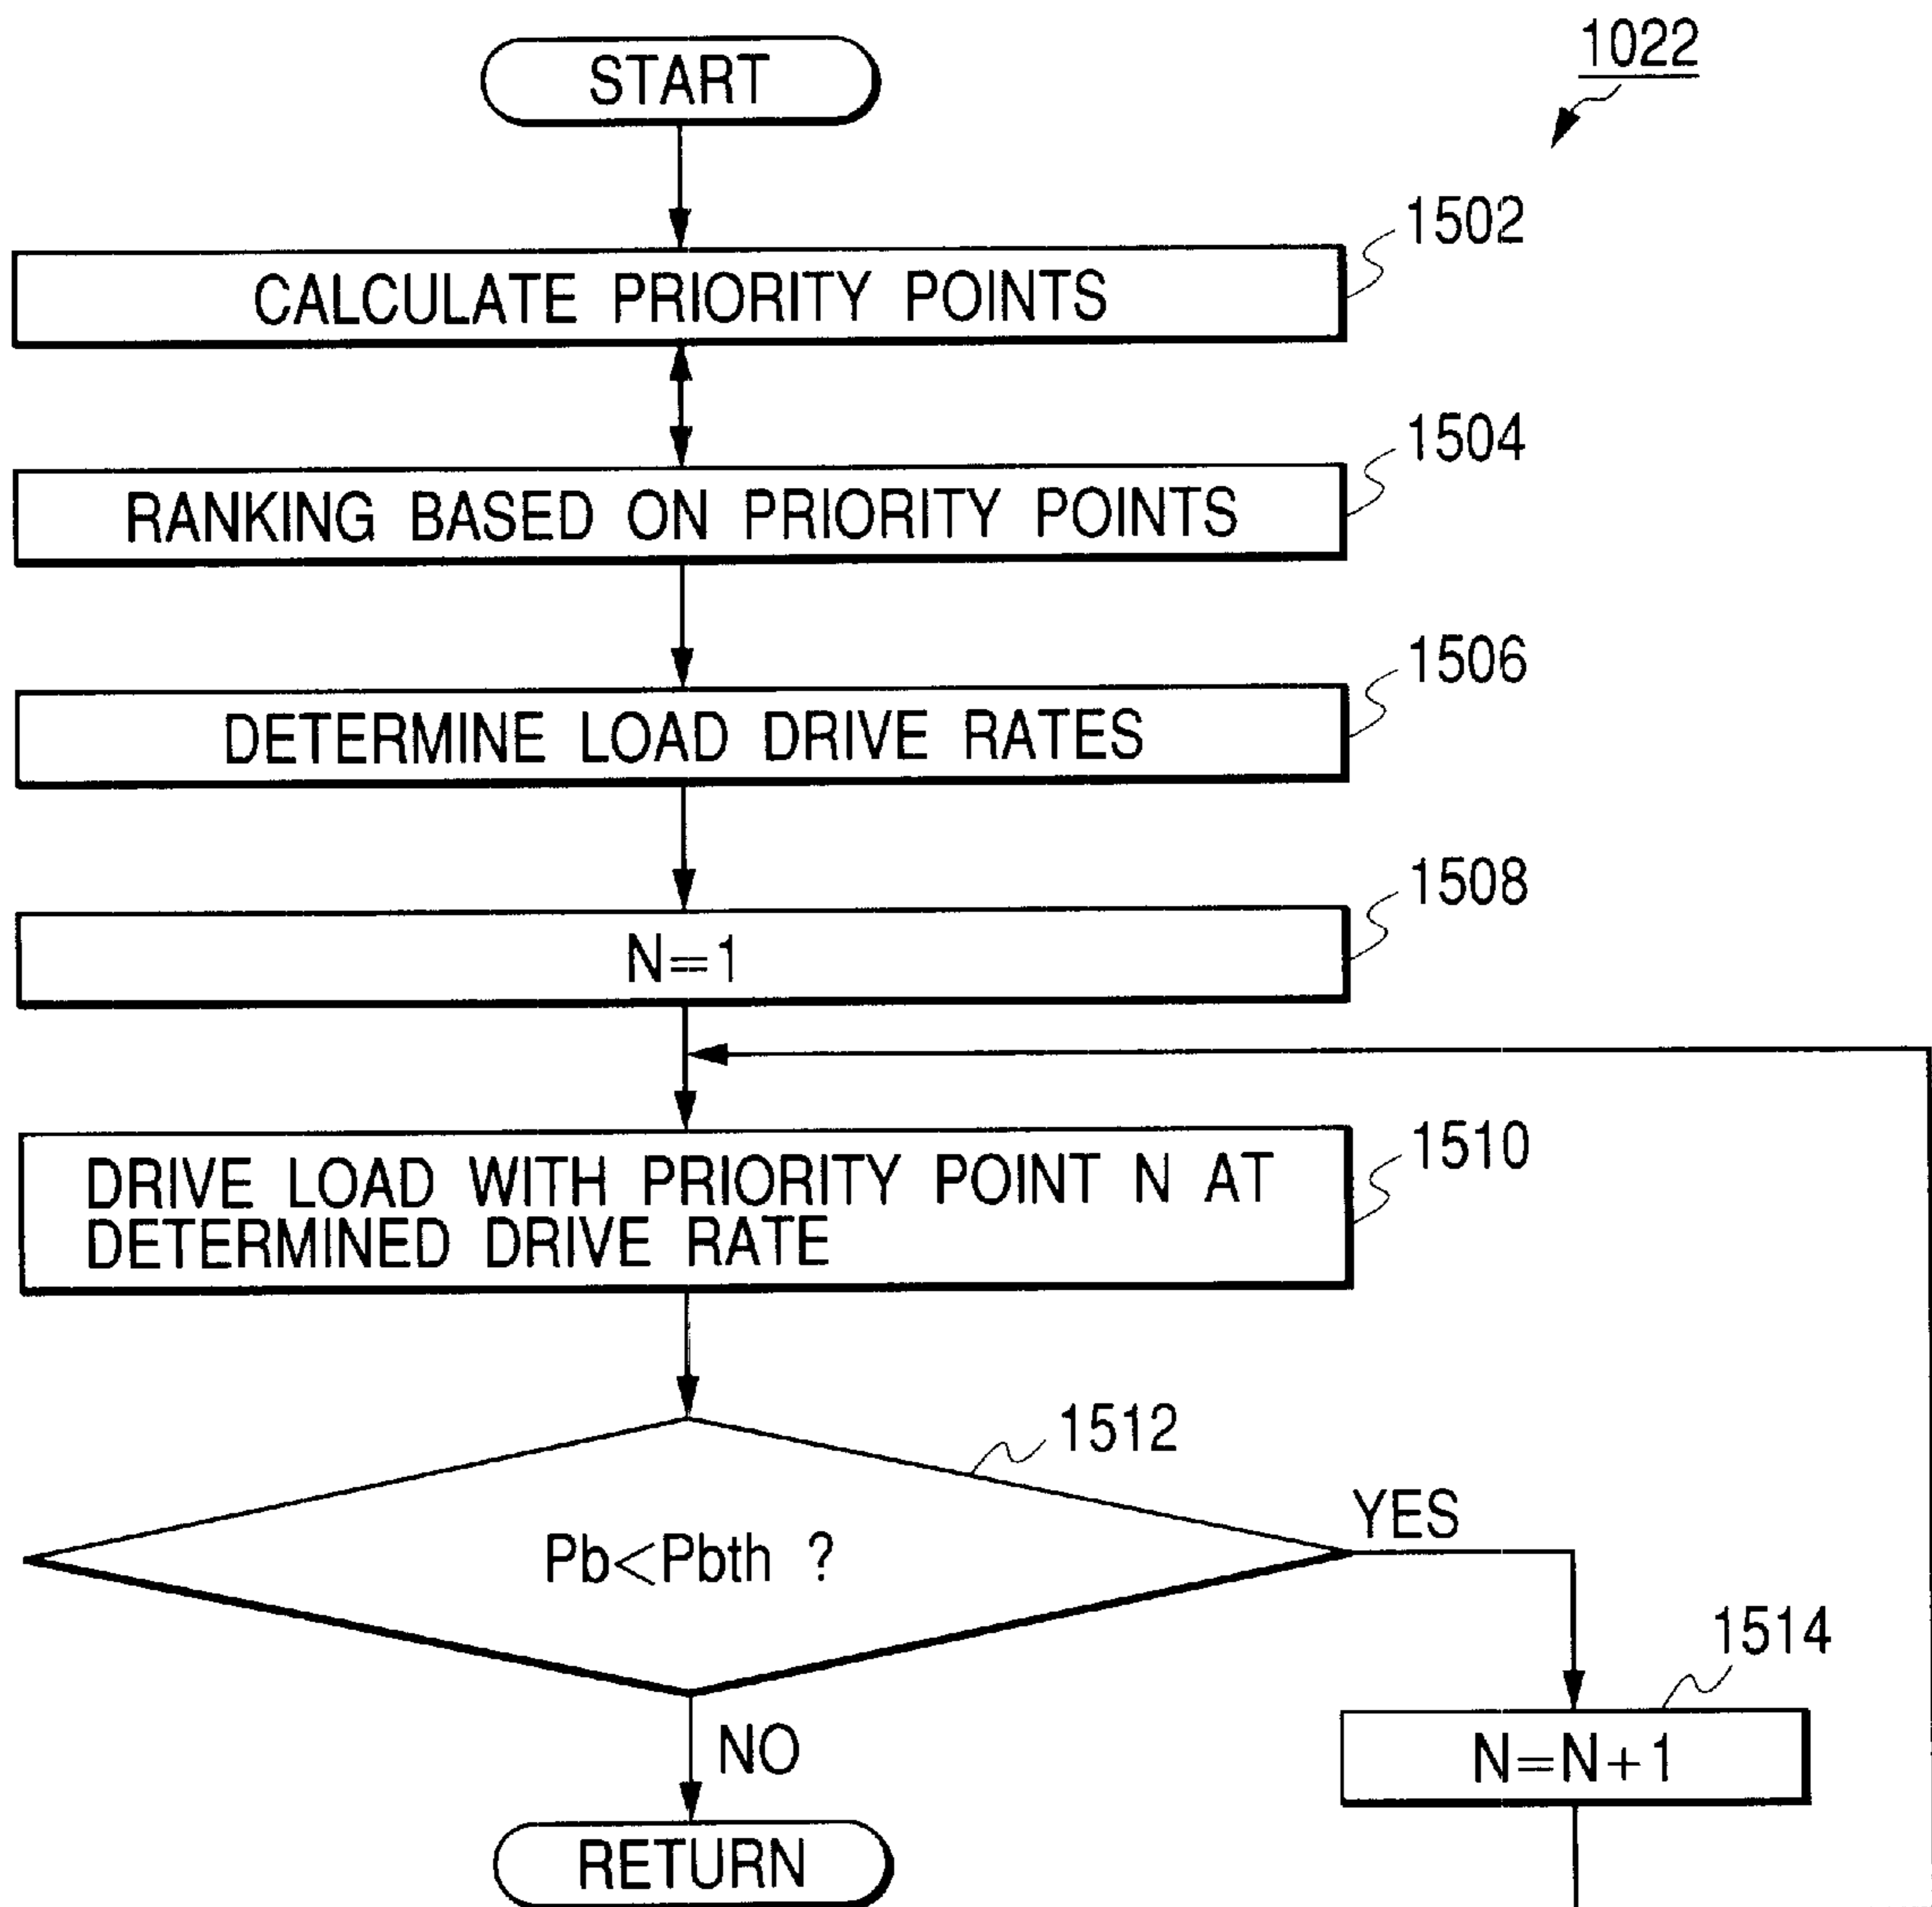 START
1022
1502
CALCULATE PRIORITY POINTS
1504
RANKING BASED ON PRIORITY POINTS
1506
DETERMINE LOAD DRIVE RATES
1508
N=1
1510
DRIVE LOAD WITH PRIORITY POINT N AT
DETERMINED DRIVE RATE
1512
Pb<Pbth ?
YES
1514
N=N+1
NO
RETURN